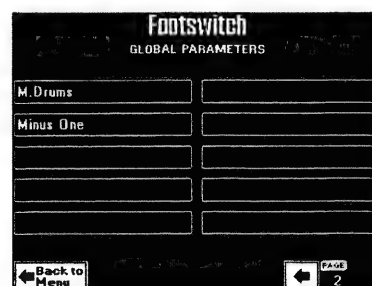 Footswitch
GLOBAL PARAMETERS
M.Drums
Minus One
Back to
Menu
PAGE
2